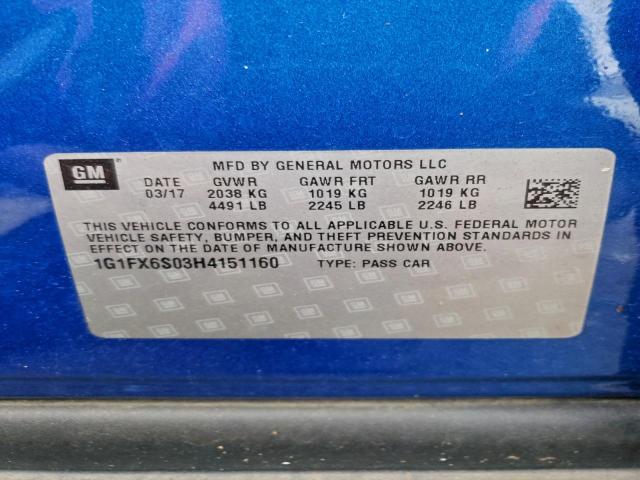 GM
MFD BY GENERAL MOTORS LLC
DATE GVWR GAWR FRT GAWR RR
03/17 2038 KG 1019 KG 1019 KG
4491 LB 2245 LB 2246 LB
THIS VEHICLE CONFORMS TO ALL APPLICABLE U.S. FEDERAL MOTOR
VEHICLE SAFETY, BUMPER, AND THEFT PREVENTION STANDARDS IN
EFFECT ON THE DATE OF MANUFACTURE SHOWN ABOVE.
1G1FX6S03H4151160 TYPE: PASS CAR